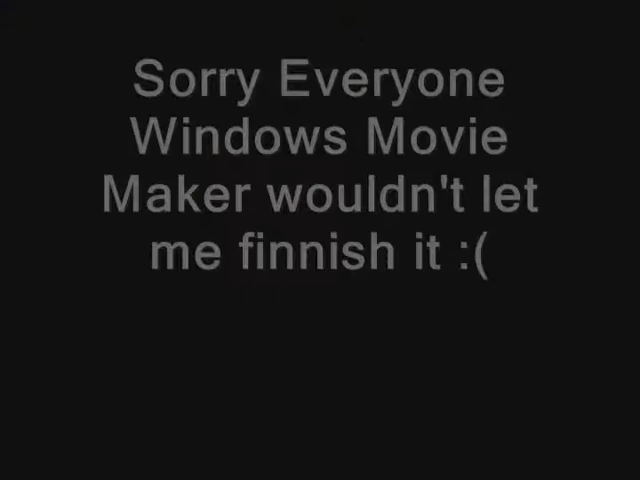 Sorry Everyone
Windows Movie
Maker wouldn't let
me finnish it :(